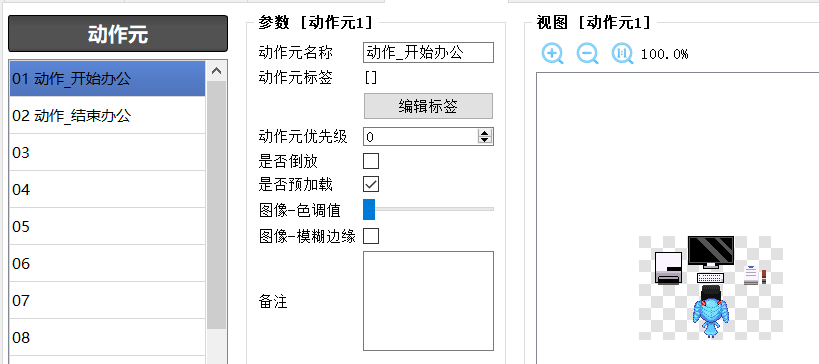 动作元
01 动作_开始办公
02 动作_结束办公
03
04
05
06
07
08
参数 [动作元1]
动作元名称 动作_开始办公
动作元标签 []
编辑标签
动作元优先级 0
是否倒放
是否预加载
图像-色调值
图像-模糊边缘
备注
视图 [动作元1]
1:1 100.0%